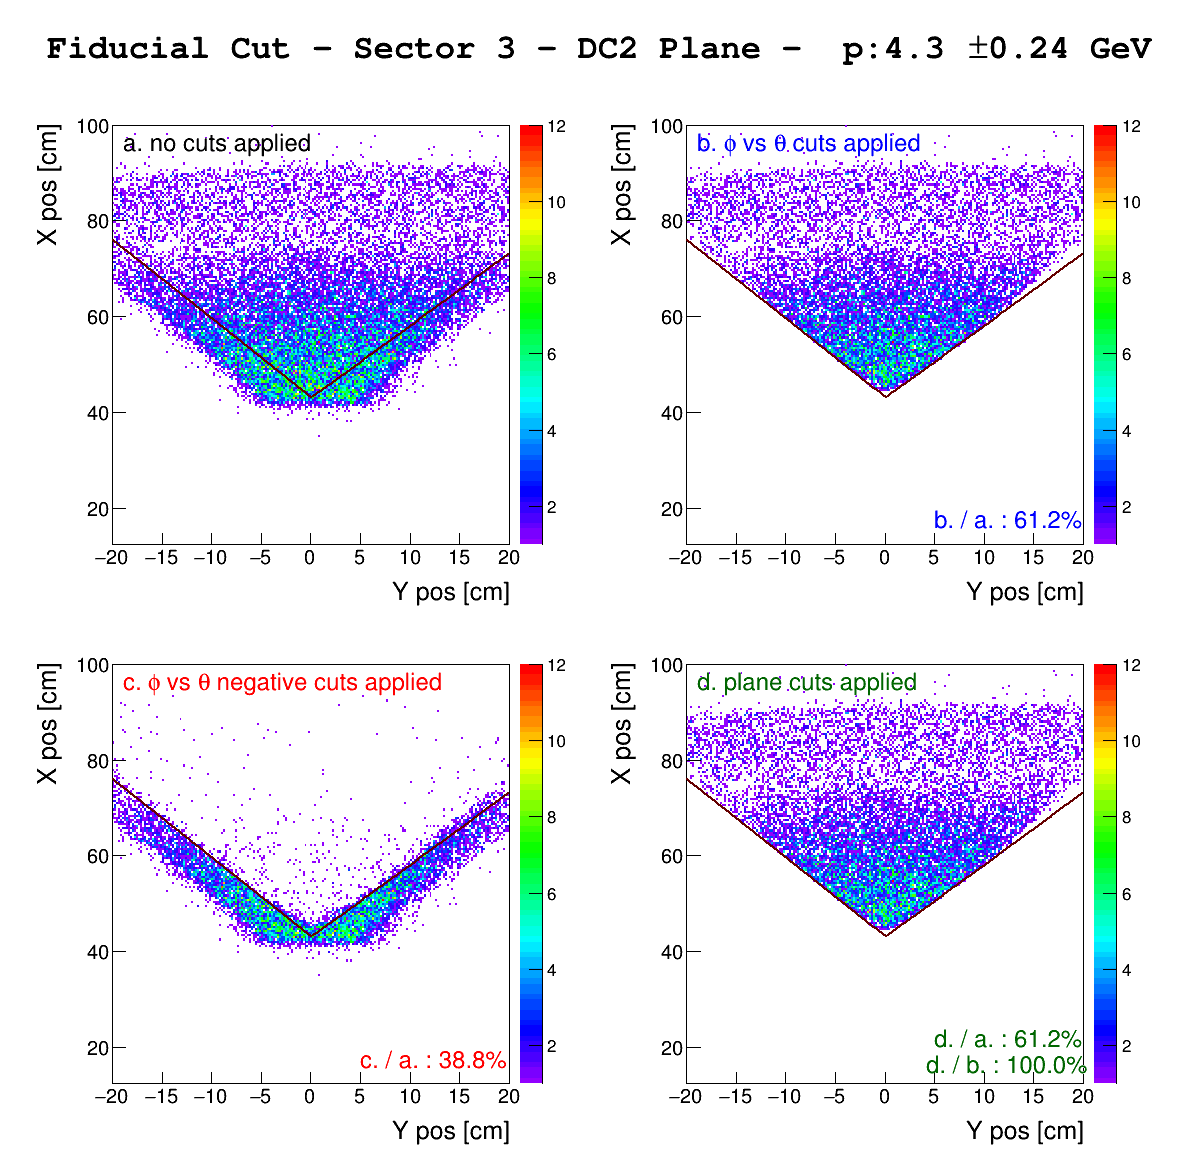 Fiducial Cut – Sector 3 – DC2 Plane –  p:4.3 ±0.24 GeV
X pos [cm]
100
80
60
40
20
a. no cuts applied
12
10
8
6
4
2
−20 −15 −10 −5 0 5 10 15 20
Y pos [cm]
X pos [cm]
100
80
60
40
20
b. ϕ vs θ cuts applied
b. / a. : 61.2%
12
10
8
6
4
2
−20 −15 −10 −5 0 5 10 15 20
Y pos [cm]
X pos [cm]
100
80
60
40
20
c. ϕ vs θ negative cuts applied
c. / a. : 38.8%
12
10
8
6
4
2
−20 −15 −10 −5 0 5 10 15 20
Y pos [cm]
X pos [cm]
100
80
60
40
20
d. plane cuts applied
d. / a. : 61.2%
d. / b. : 100.0%
12
10
8
6
4
2
−20 −15 −10 −5 0 5 10 15 20
Y pos [cm]